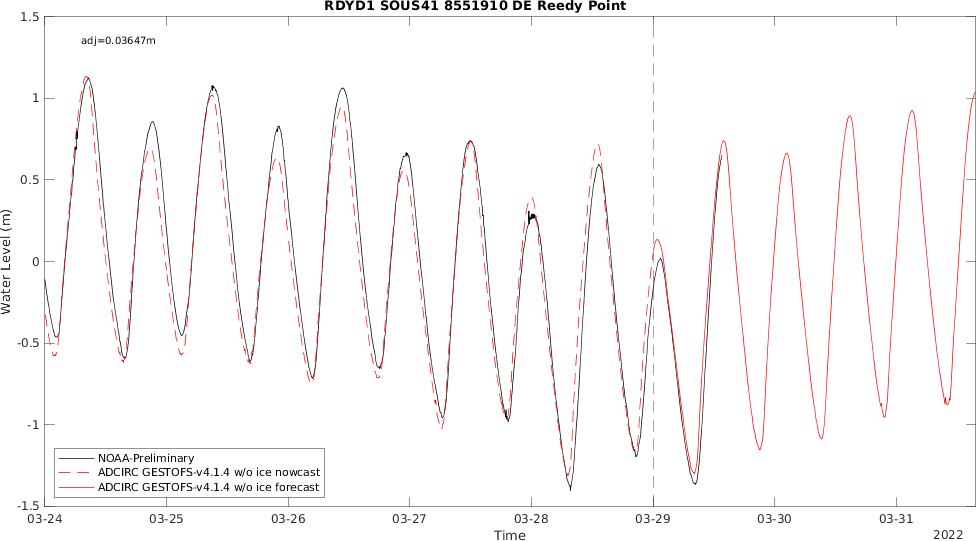 RDYD1 SOUS41 8551910 DE Reedy Point
adj=0.03647m
1.5
1
0.5
0
-0.5
-1
-1.5
Water Level (m)
NOAA-Preliminary
ADCIRC GESTOFS-v4.1.4 w/o ice nowcast
ADCIRC GESTOFS-v4.1.4 w/o ice forecast
03-24 03-25 03-26 03-27 03-28 03-29 03-30 03-31
Time
2022